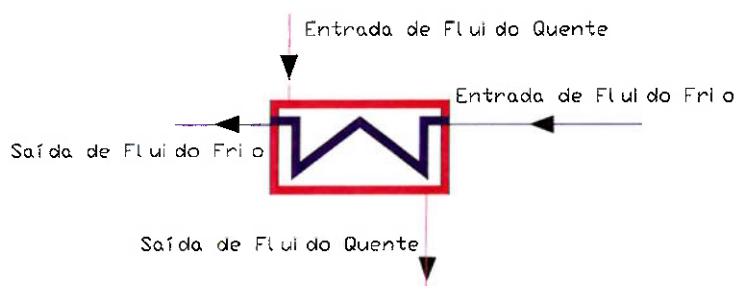 Entrada de Fluido Quente
Entrada de Fluido Frio
Saída de Fluido Frio
Saída de Fluido Quente